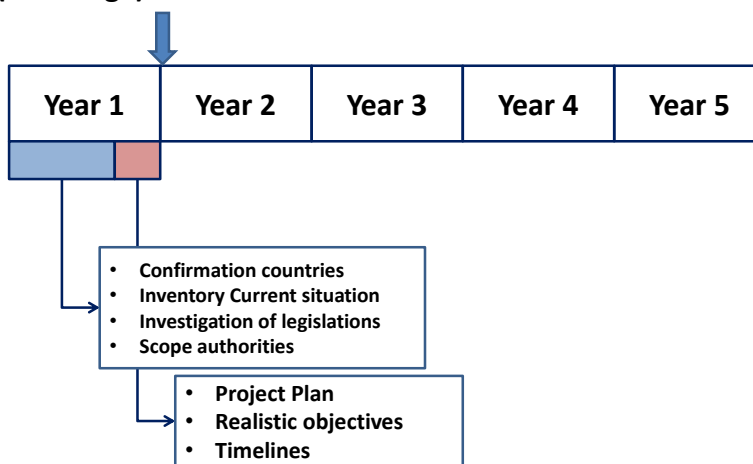 Year 1 Year 2 Year 3 Year 4 Year 5
• Confirmation countries
• Inventory Current situation
• Investigation of legislations
• Scope authorities
• Project Plan
• Realistic objectives
• Timelines